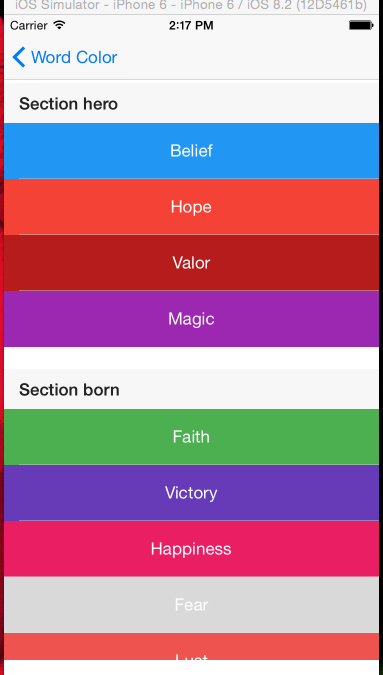 iOS Simulator - iPhone 6 - iPhone 6 / iOS 8.2 (12D5461b)
Carrier 2:17 PM
Word Color
Section hero
Belief
Hope
Valor
Magic
Section born
Faith
Victory
Happiness
Fear
Lust